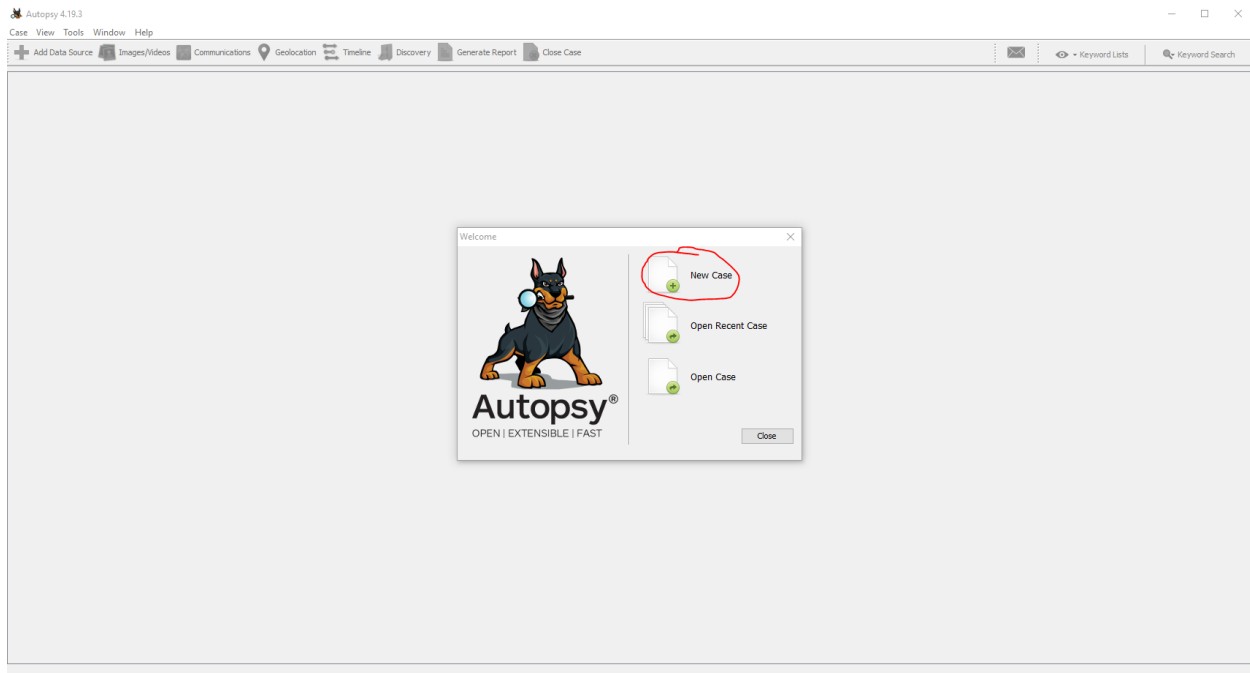 Autopsy 4.19.3
Case View Tools Window Help
Add Data Source Images/Videos Communications Geolocation Timeline Discovery Generate Report Close Case Keyword Lists Keyword Search
Welcome
New Case
Open Recent Case
Open Case
Autopsy®
OPEN | EXTENSIBLE | FAST
Close